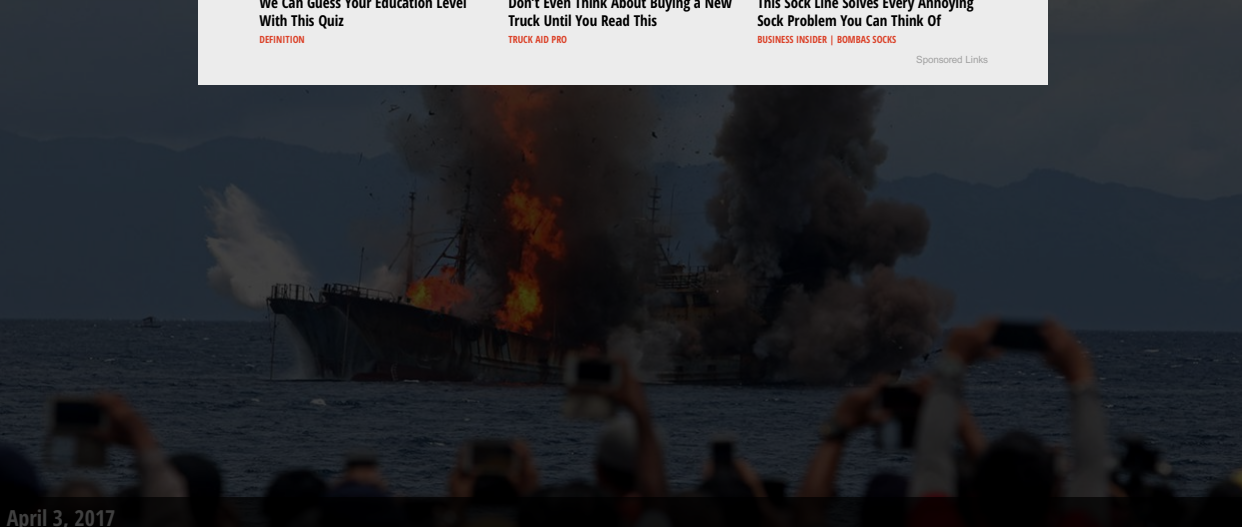 We Can Guess Your Education Level
With This Quiz
DEFINITION
Don't Even Think About Buying a New
Truck Until You Read This
TRUCK AID PRO
This Sock Line Solves Every Annoying
Sock Problem You Can Think Of
BUSINESS INSIDER | BOMBAS SOCKS
Sponsored Links
April 3, 2017